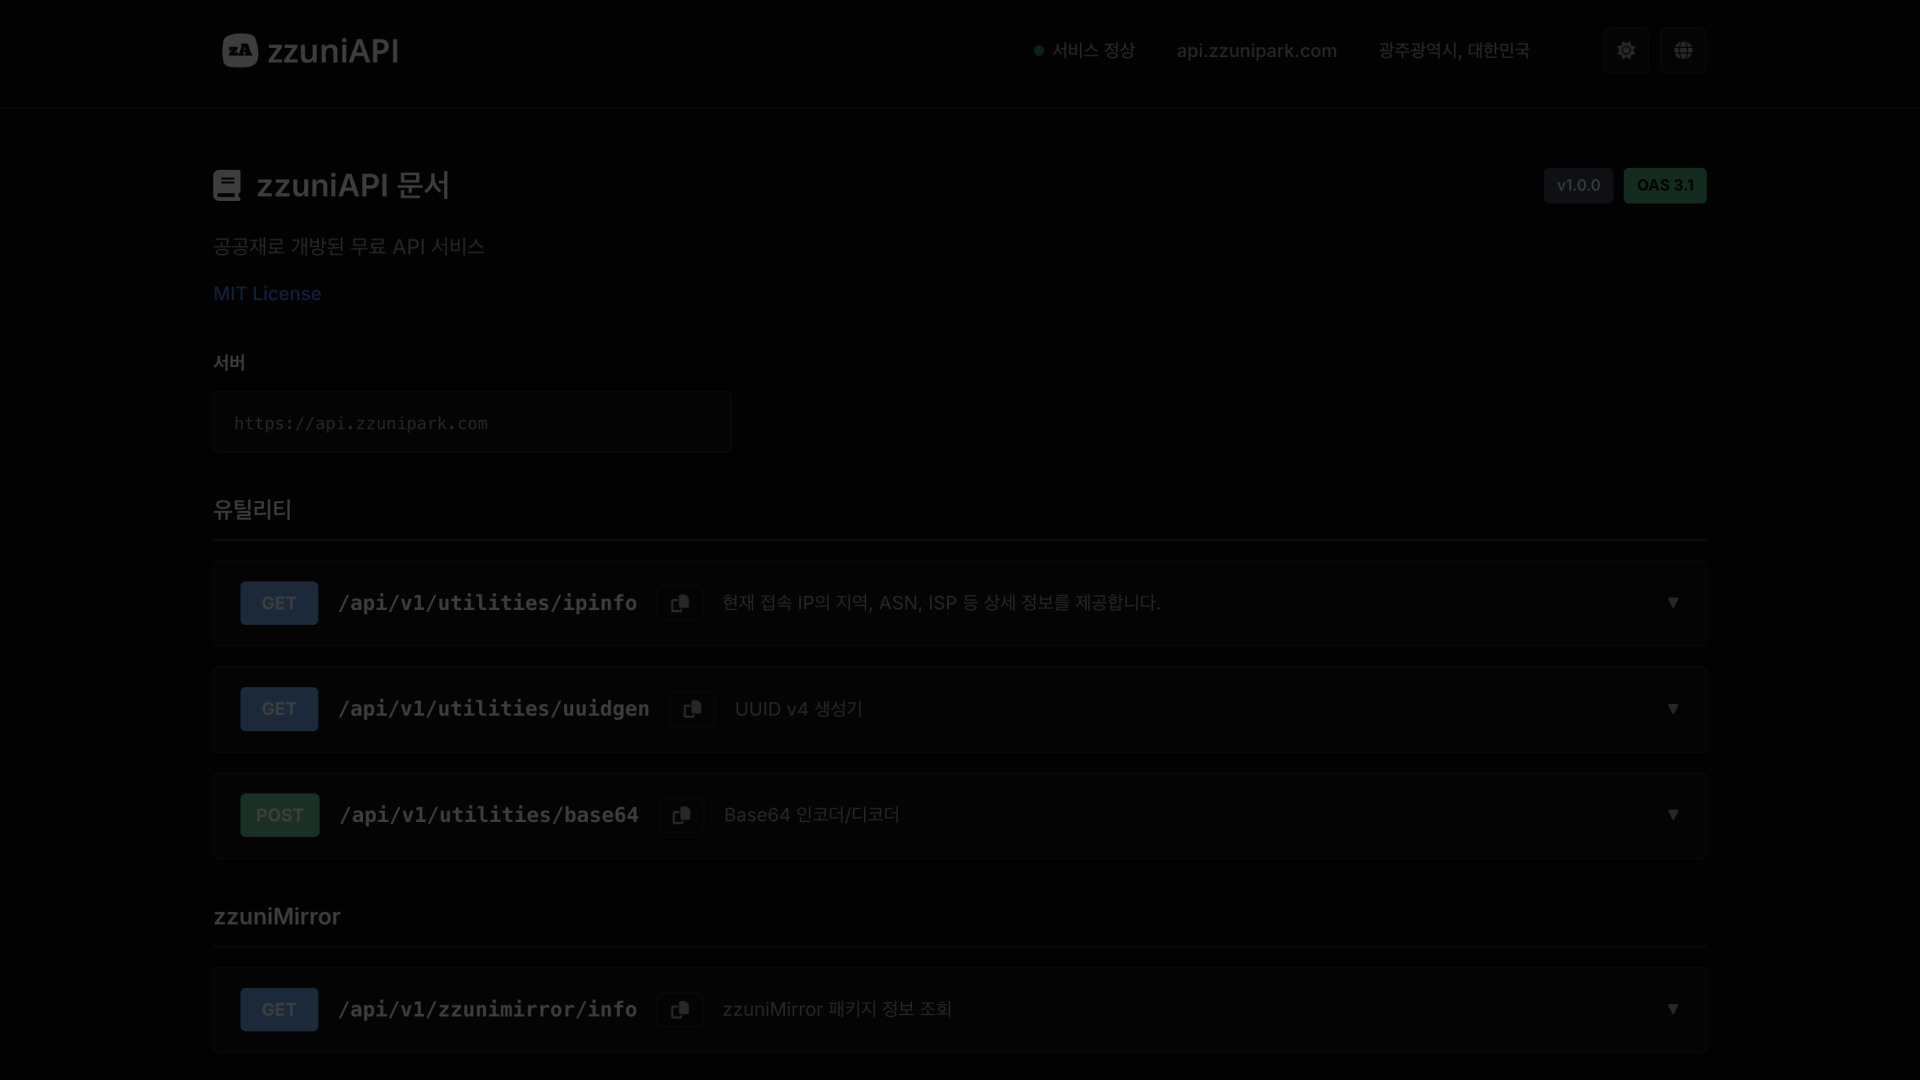 zA zzuniAPI
서비스 정상
api.zzunipark.com
광주광역시, 대한민국
zzuniAPI 문서
v1.0.0
OAS 3.1
공공재로 개방된 무료 API 서비스
MIT License
서버
https://api.zzunipark.com
유틸리티
GET /api/v1/utilities/ipinfo 현재 접속 IP의 지역, ASN, ISP 등 상세 정보를 제공합니다. ▼
GET /api/v1/utilities/uuidgen UUID v4 생성기 ▼
POST /api/v1/utilities/base64 Base64 인코더/디코더 ▼
zzuniMirror
GET /api/v1/zzunimirror/info zzuniMirror 패키지 정보 조회 ▼